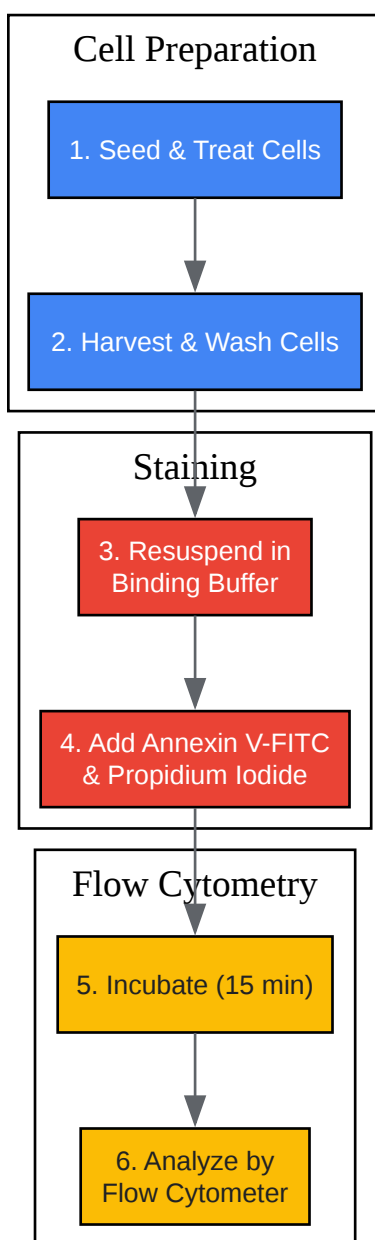 Cell Preparation
1. Seed & Treat Cells
2. Harvest & Wash Cells
Staining
3. Resuspend in
Binding Buffer
4. Add Annexin V-FITC
& Propidium Iodide
Flow Cytometry
5. Incubate (15 min)
6. Analyze by
Flow Cytometer